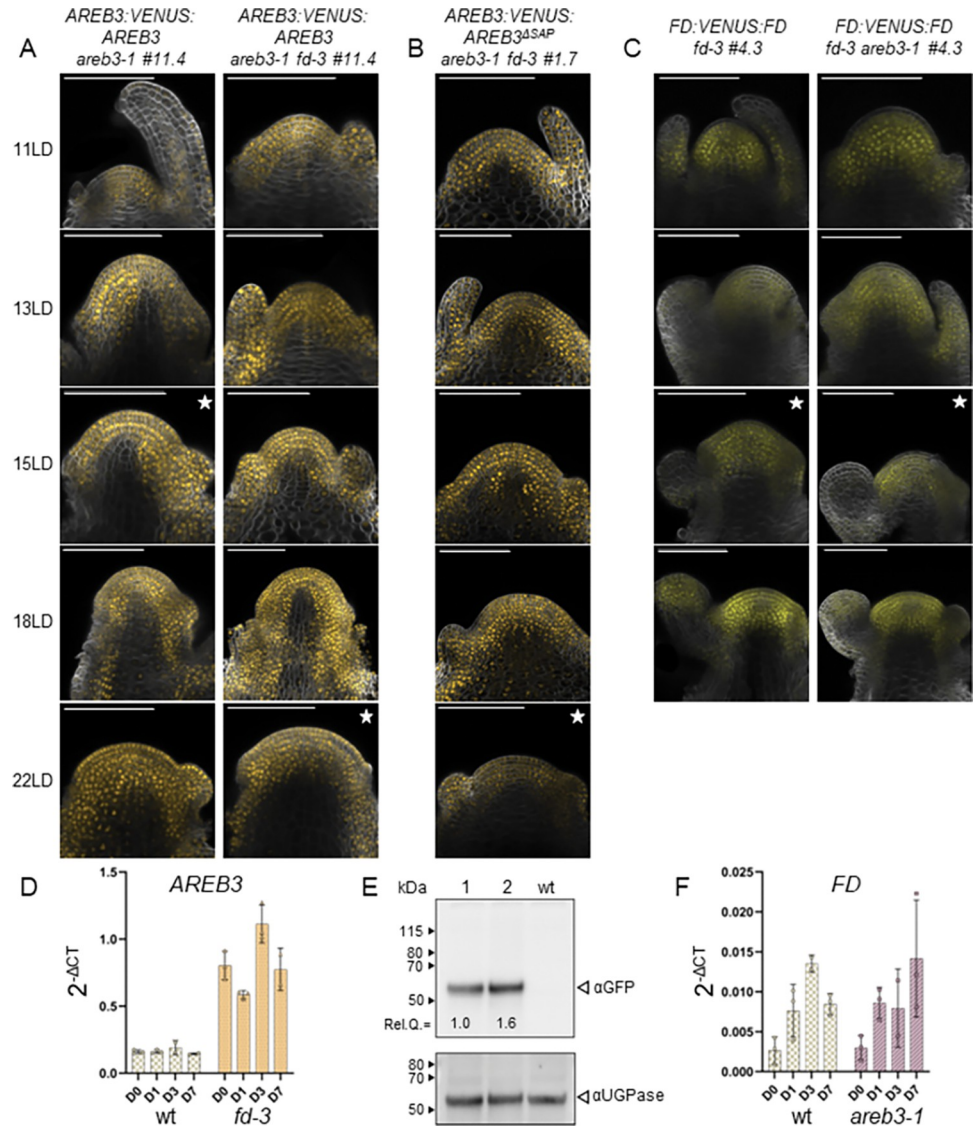 AREB3:VENUS:
AREB3
areb3-1 #11.4
AREB3:VENUS:
AREB3
areb3-1 fd-3 #11.4
AREB3:VENUS:
AREB3ΔSAP
areb3-1 fd-3 #1.7
FD:VENUS:FD
fd-3 #4.3
FD:VENUS:FD
fd-3 areb3-1 #4.3
A
B
C
11LD
13LD
15LD
18LD
22LD
D
AREB3
2-ΔCT
1.5
1.0
0.5
0.0
D0 D1 D3 D7 D0 D1 D3 D7
wt fd-3
E
kDa 1 2 wt
115
80
70
50
αGFP
Rel.Q.= 1.0 1.6
80
70
50
αUGPase
F
FD
2-ΔCT
0.025
0.020
0.015
0.010
0.005
0.000
D0 D1 D3 D7 D0 D1 D3 D7
wt areb3-1